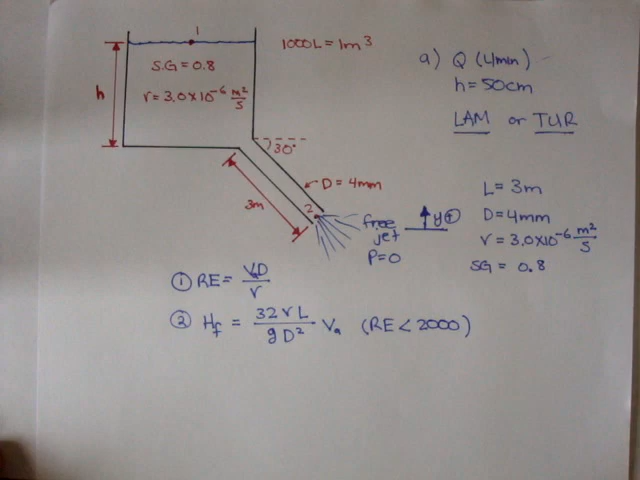 1
1000L = 1m³
S.G = 0.8
h
ν = 3.0x10⁻⁶ m²/s
30°
D = 4mm
3m
2
free
jet
P=0
y⊕
a) Q (4mm)
h = 50cm
LAM or TUR
L = 3m
D = 4mm
ν = 3.0x10⁻⁶ m²/s
SG = 0.8
① RE = VₐD/ν
② Hf = 32νL/gD² Vₐ (RE < 2000)